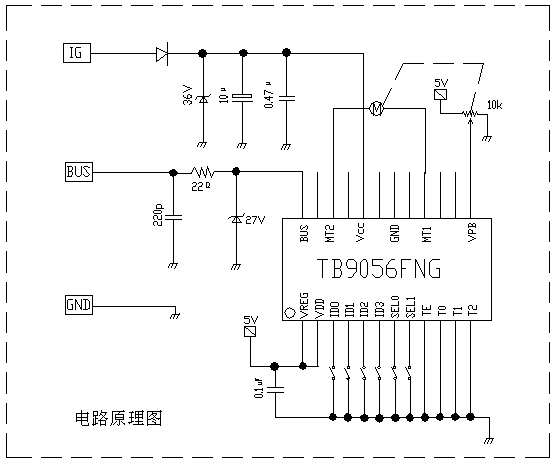 IG
36V
10μ
0.47μ
M
5V
10k
BUS
22Ω
220p
27V
BUS
MT2
Vcc
GND
MT1
VPB
TB9056FNG
GND
VREG
VDD
ID0
ID1
ID2
ID3
SEL0
SEL1
TE
T0
T1
T2
5V
0.1uF
电路原理图